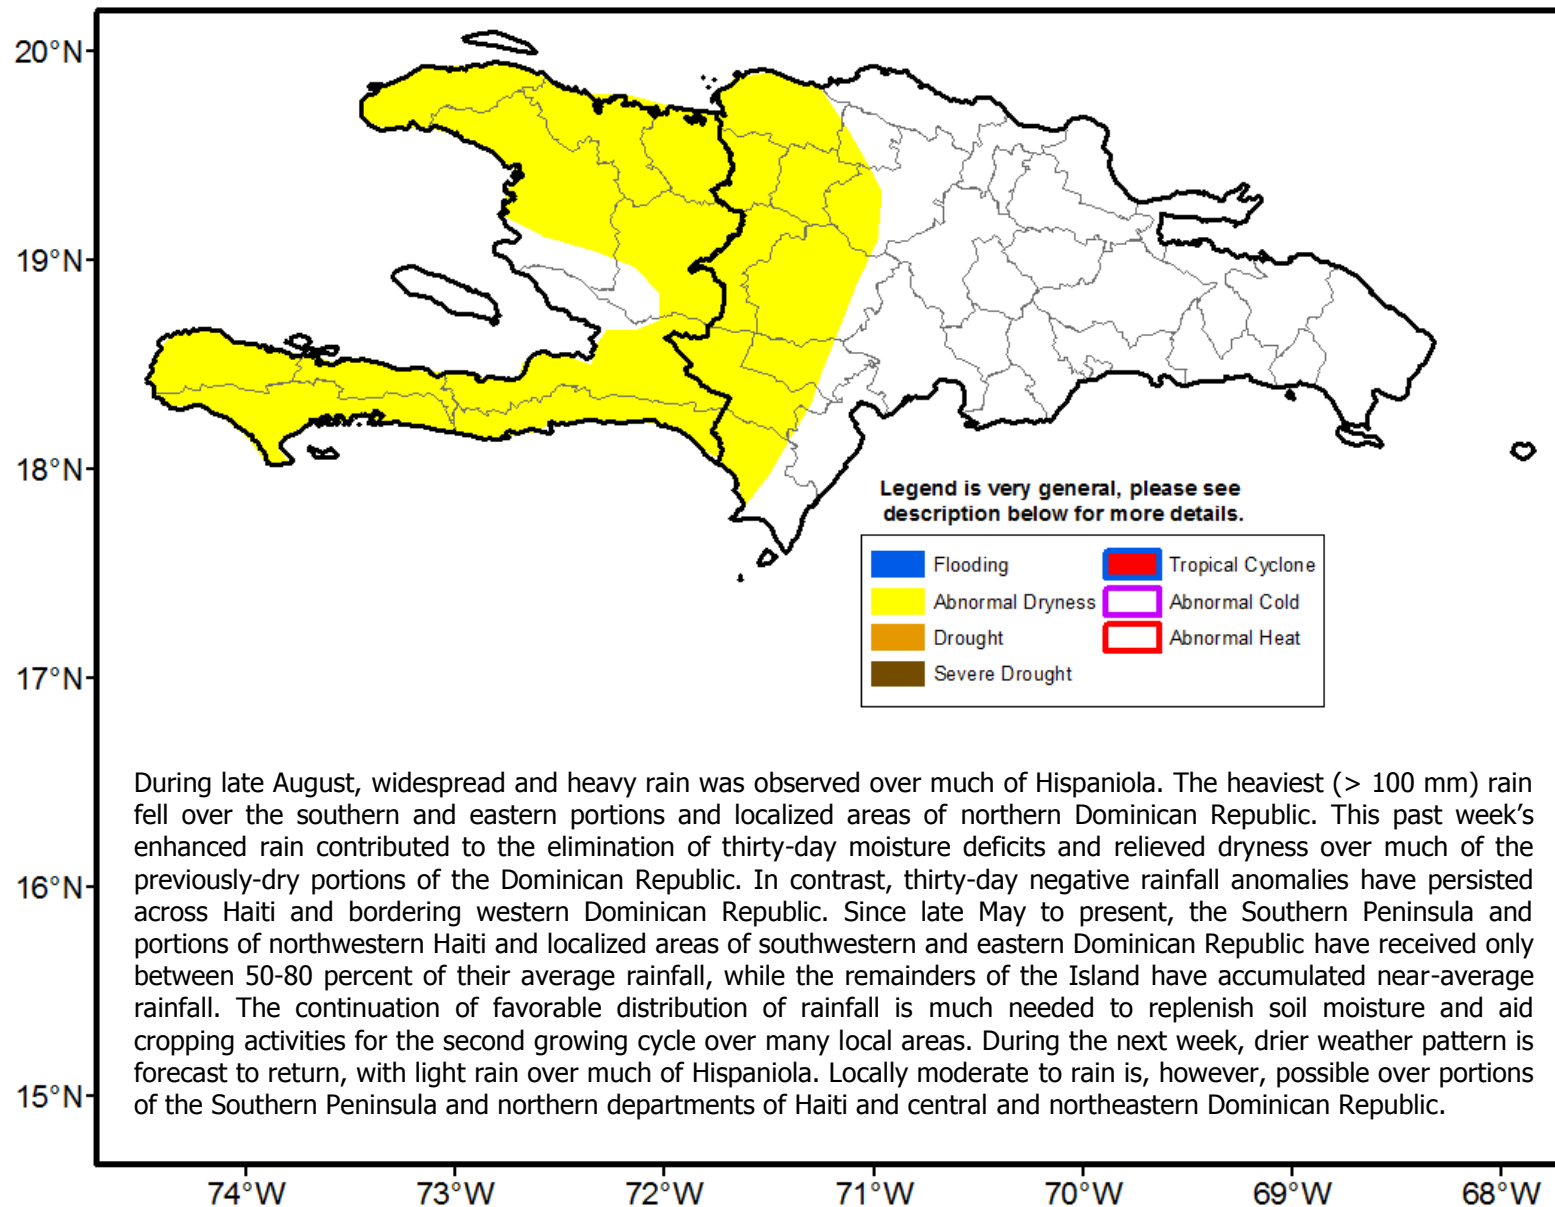 20°N
19°N
18°N
17°N
16°N
15°N
Legend is very general, please see
description below for more details.
Flooding
Abnormal Dryness
Drought
Severe Drought
Tropical Cyclone
Abnormal Cold
Abnormal Heat
During late August, widespread and heavy rain was observed over much of Hispaniola. The heaviest (> 100 mm) rain
fell over the southern and eastern portions and localized areas of northern Dominican Republic. This past week’s
enhanced rain contributed to the elimination of thirty-day moisture deficits and relieved dryness over much of the
previously-dry portions of the Dominican Republic. In contrast, thirty-day negative rainfall anomalies have persisted
across Haiti and bordering western Dominican Republic. Since late May to present, the Southern Peninsula and
portions of northwestern Haiti and localized areas of southwestern and eastern Dominican Republic have received only
between 50-80 percent of their average rainfall, while the remainders of the Island have accumulated near-average
rainfall. The continuation of favorable distribution of rainfall is much needed to replenish soil moisture and aid
cropping activities for the second growing cycle over many local areas. During the next week, drier weather pattern is
forecast to return, with light rain over much of Hispaniola. Locally moderate to rain is, however, possible over portions
of the Southern Peninsula and northern departments of Haiti and central and northeastern Dominican Republic.
74°W
73°W
72°W
71°W
70°W
69°W
68°W